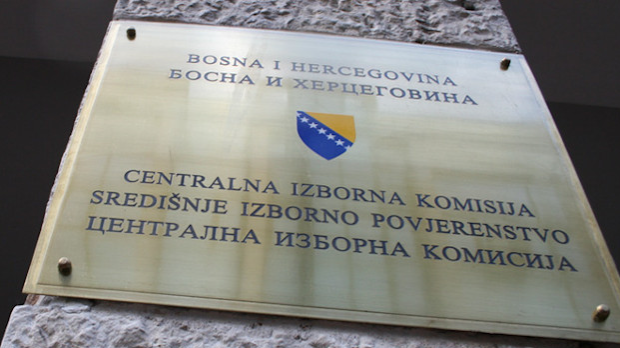 BOSNA I HERCEGOVINA
БОСНА И ХЕРЦЕГОВИНА
CENTRALNA IZBORNA KOMISIJA
SREDIŠNJE IZBORNO POVJERENSTVO
ЦЕНТРАЛНА ИЗБОРНА КОМИСИЈА